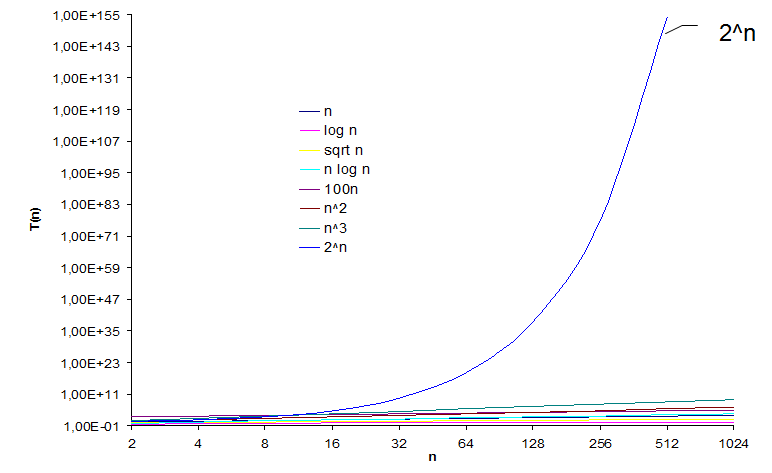 1,00E+155
2^n
1,00E+143
1,00E+131
1,00E+119
1,00E+107
1,00E+95
1,00E+83
1,00E+71
1,00E+59
1,00E+47
1,00E+35
1,00E+23
1,00E+11
1,00E-01
T(n)
n
log n
sqrt n
n log n
100n
n^2
n^3
2^n
2 4 8 16 32 64 128 256 512 1024
n